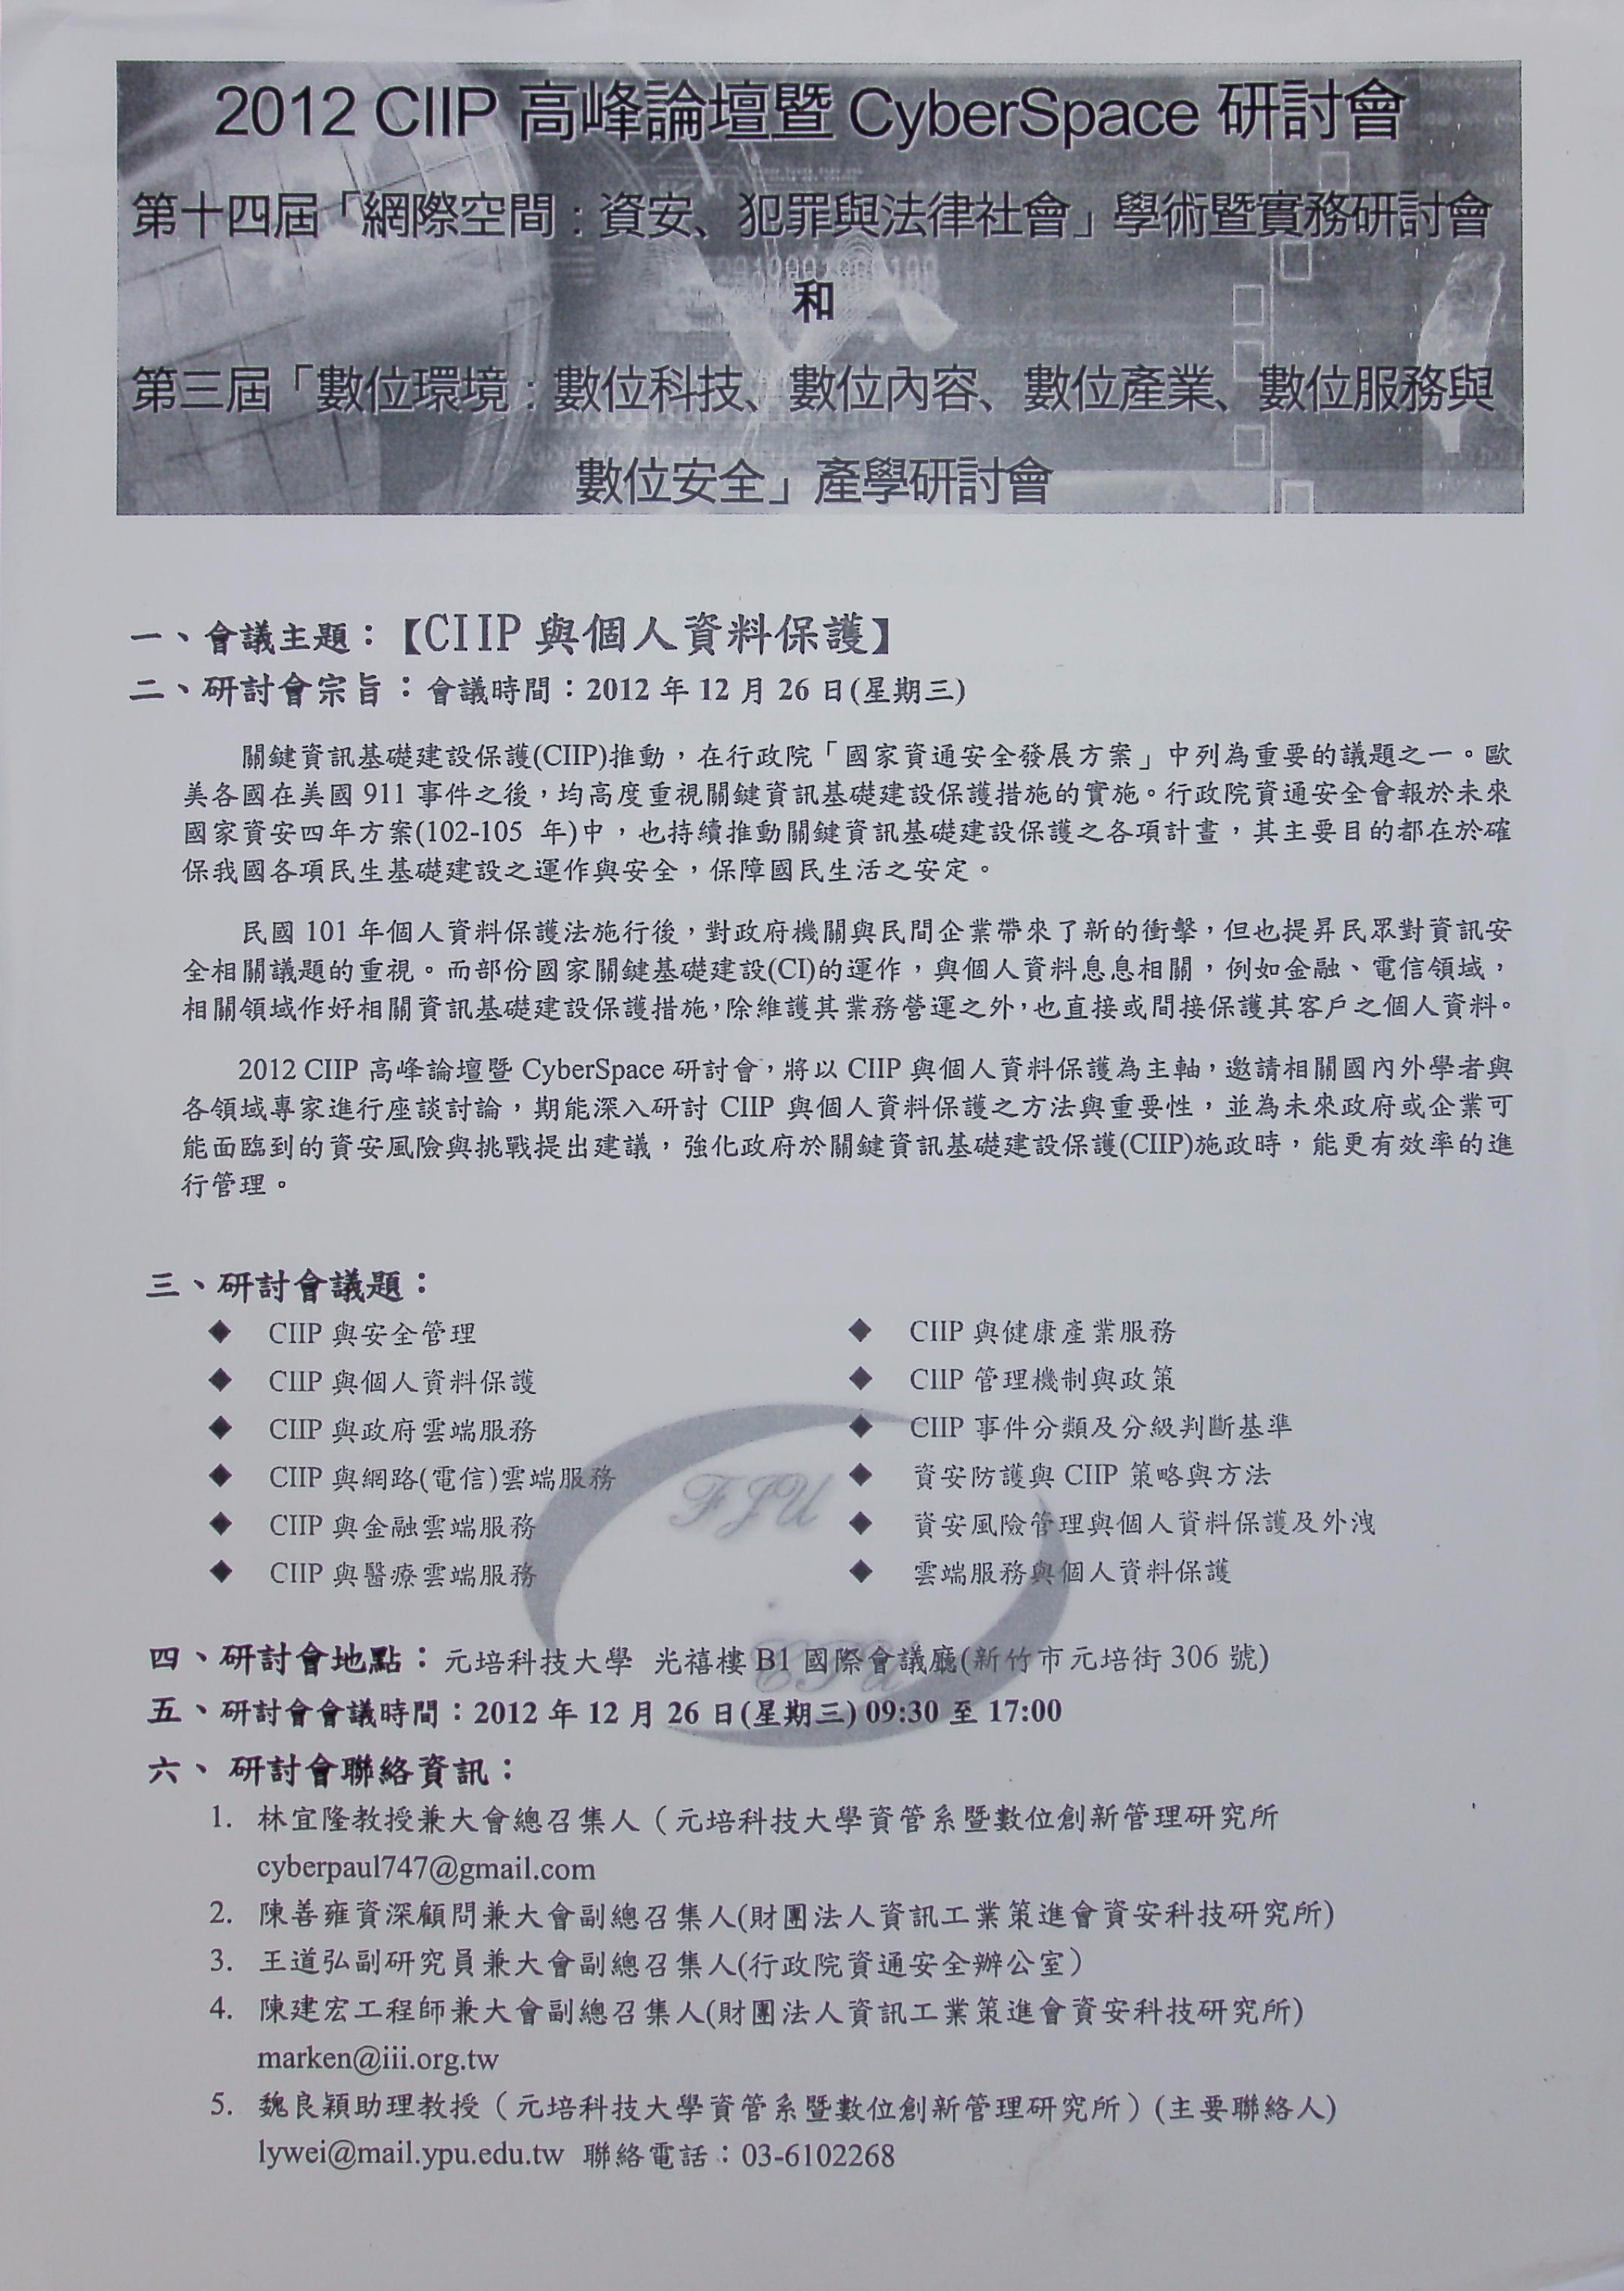 2012 CIIP 高峰論壇暨 CyberSpace 研討會
第十四屆「網際空間：資安、犯罪與法律社會」學術暨實務研討會
和
第三屆「數位環境：數位科技、數位內容、數位產業、數位服務與
數位安全」產學研討會
一、會議主題：【CIIP 與個人資料保護】
二、研討會宗旨：會議時間：2012 年 12 月 26 日(星期三)
關鍵資訊基礎建設保護(CIIP)推動，在行政院「國家資通安全發展方案」中列為重要的議題之一。歐
美各國在美國 911 事件之後，均高度重視關鍵資訊基礎建設保護措施的實施。行政院資通安全會報於未來
國家資安四年方案(102-105 年)中，也持續推動關鍵資訊基礎建設保護之各項計畫，其主要目的都在於確
保我國各項民生基礎建設之運作與安全，保障國民生活之安定。
民國 101 年個人資料保護法施行後，對政府機關與民間企業帶來了新的衝擊，但也提昇民眾對資訊安
全相關議題的重視。而部份國家關鍵基礎建設(CI)的運作，與個人資料息息相關，例如金融、電信領域，
相關領域作好相關資訊基礎建設保護措施，除維護其業務營運之外，也直接或間接保護其客戶之個人資料。
2012 CIIP 高峰論壇暨 CyberSpace 研討會，將以 CIIP 與個人資料保護為主軸，邀請相關國內外學者與
各領域專家進行座談討論，期能深入研討 CIIP 與個人資料保護之方法與重要性，並為未來政府或企業可
能面臨到的資安風險與挑戰提出建議，強化政府於關鍵資訊基礎建設保護(CIIP)施政時，能更有效率的進
行管理。
三、研討會議題：
◆ CIIP 與安全管理
◆ CIIP 與個人資料保護
◆ CIIP 與政府雲端服務
◆ CIIP 與網路(電信)雲端服務
◆ CIIP 與金融雲端服務
◆ CIIP 與醫療雲端服務
◆ CIIP 與健康產業服務
◆ CIIP 管理機制與政策
◆ CIIP 事件分類及分級判斷基準
◆ 資安防護與 CIIP 策略與方法
◆ 資安風險管理與個人資料保護及外洩
◆ 雲端服務與個人資料保護
FJU
四、研討會地點：元培科技大學 光禧樓 B1 國際會議廳(新竹市元培街 306 號)
五、研討會會議時間：2012 年 12 月 26 日(星期三) 09:30 至 17:00
六、研討會聯絡資訊：
1. 林宜隆教授兼大會總召集人（元培科技大學資管系暨數位創新管理研究所
cyberpaul747@gmail.com
2. 陳善雍資深顧問兼大會副總召集人(財團法人資訊工業策進會資安科技研究所)
3. 王道弘副研究員兼大會副總召集人(行政院資通安全辦公室）
4. 陳建宏工程師兼大會副總召集人(財團法人資訊工業策進會資安科技研究所)
marken@iii.org.tw
5. 魏良穎助理教授（元培科技大學資管系暨數位創新管理研究所）(主要聯絡人)
lywei@mail.ypu.edu.tw 聯絡電話：03-6102268